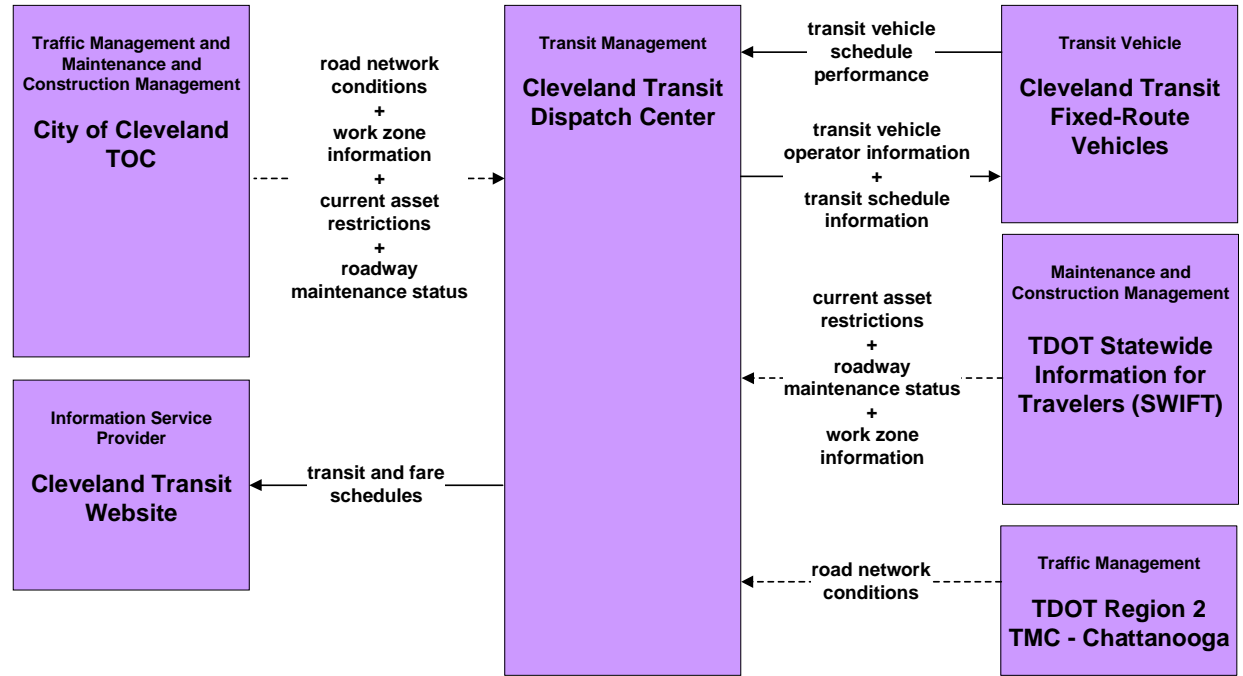 Traffic Management and
Maintenance and
Construction Management
City of Cleveland
TOC
road network
conditions
+
work zone
information
+
current asset
restrictions
+
roadway
maintenance status
Information Service
Provider
Cleveland Transit
Website
transit and fare
schedules
Transit Management
Cleveland Transit
Dispatch Center
transit vehicle
schedule
performance
transit vehicle
operator information
+
transit schedule
information
Transit Vehicle
Cleveland Transit
Fixed-Route
Vehicles
current asset
restrictions
+
roadway
maintenance status
+
work zone
information
Maintenance and
Construction Management
TDOT Statewide
Information for
Travelers (SWIFT)
road network
conditions
Traffic Management
TDOT Region 2
TMC - Chattanooga